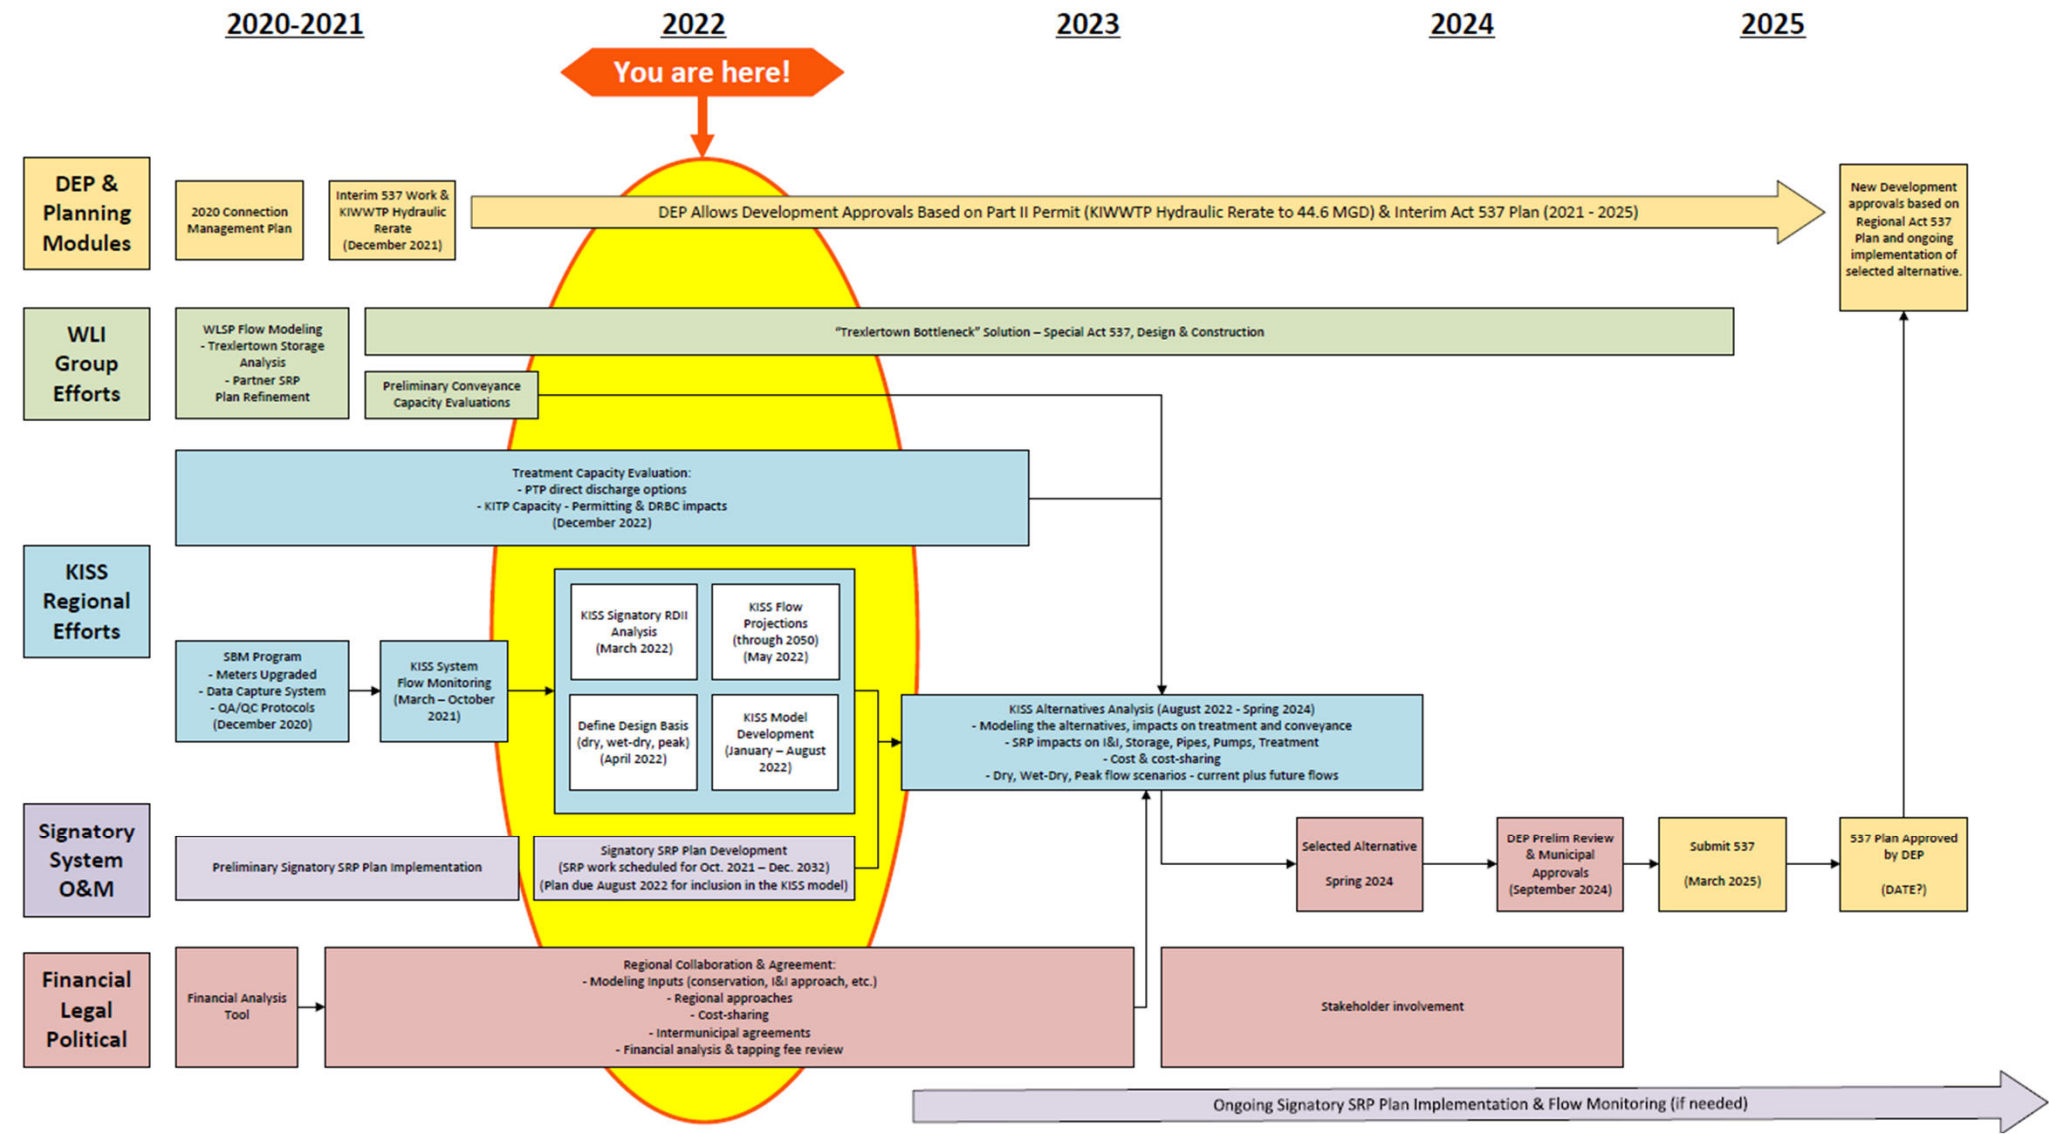 2020-2021
2022
2023
2024
2025
You are here!
DEP &
Planning
Modules
2020 Connection
Management Plan
Interim 537 Work &
KIWWTP Hydraulic
Rerate
(December 2021)
DEP Allows Development Approvals Based on Part II Permit (KIWWTP Hydraulic Rerate to 44.6 MGD) & Interim Act 537 Plan (2021 - 2025)
New Development
approvals based on
Regional Act 537
Plan and ongoing
implementation of
selected alternative.
WLI
Group
Efforts
WLSP Flow Modeling
- Trexlertown Storage
Analysis
- Partner SRP
Plan Refinement
"Trexlertown Bottleneck" Solution – Special Act 537, Design & Construction
Preliminary Conveyance
Capacity Evaluations
Treatment Capacity Evaluation:
- PTP direct discharge options
- KITP Capacity - Permitting & DRBC impacts
(December 2022)
KISS
Regional
Efforts
SBM Program
- Meters Upgraded
- Data Capture System
- QA/QC Protocols
(December 2020)
KISS System
Flow Monitoring
(March – October
2021)
KISS Signatory RDII
Analysis
(March 2022)
KISS Flow
Projections
(through 2050)
(May 2022)
Define Design Basis
(dry, wet-dry, peak)
(April 2022)
KISS Model
Development
(January – August
2022)
KISS Alternatives Analysis (August 2022 - Spring 2024)
- Modeling the alternatives, impacts on treatment and conveyance
- SRP impacts on I&I, Storage, Pipes, Pumps, Treatment
- Cost & cost-sharing
- Dry, Wet-Dry, Peak flow scenarios - current plus future flows
Signatory
System
O&M
Preliminary Signatory SRP Plan Implementation
Signatory SRP Plan Development
(SRP work scheduled for Oct. 2021 – Dec. 2032)
(Plan due August 2022 for inclusion in the KISS model)
Selected Alternative
Spring 2024
DEP Prelim Review
& Municipal
Approvals
(September 2024)
Submit 537
(March 2025)
537 Plan Approved
by DEP
(DATE?)
Financial
Legal
Political
Financial Analysis
Tool
Regional Collaboration & Agreement:
- Modeling Inputs (conservation, I&I approach, etc.)
- Regional approaches
- Cost-sharing
- Intermunicipal agreements
- Financial analysis & tapping fee review
Stakeholder involvement
Ongoing Signatory SRP Plan Implementation & Flow Monitoring (if needed)